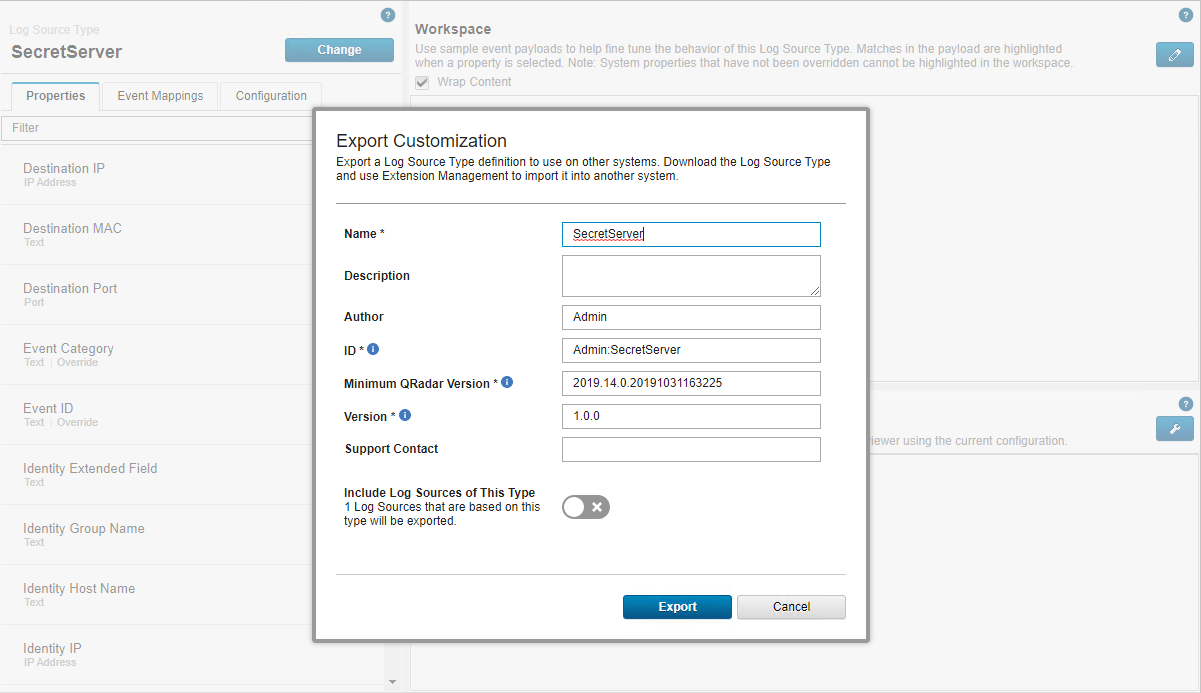 Log Source Type
SecretServer
Change
Properties
Event Mappings
Configuration
Filter
Destination IP
IP Address
Destination MAC
Text
Destination Port
Port
Event Category
Text | Override
Event ID
Text | Override
Identity Extended Field
Text
Identity Group Name
Text
Identity Host Name
Text
Identity IP
IP Address
Workspace
Use sample event payloads to help fine tune the behavior of this Log Source Type. Matches in the payload are highlighted
when a property is selected. Note: System properties that have not been overridden cannot be highlighted in the workspace.
Wrap Content
iewer using the current configuration.
Export Customization
Export a Log Source Type definition to use on other systems. Download the Log Source Type
and use Extension Management to import it into another system.
Name *
SecretServer
Description
Author
Admin
ID *
Admin:SecretServer
Minimum QRadar Version *
2019.14.0.20191031163225
Version *
1.0.0
Support Contact
Include Log Sources of This Type
1 Log Sources that are based on this
type will be exported.
Export
Cancel